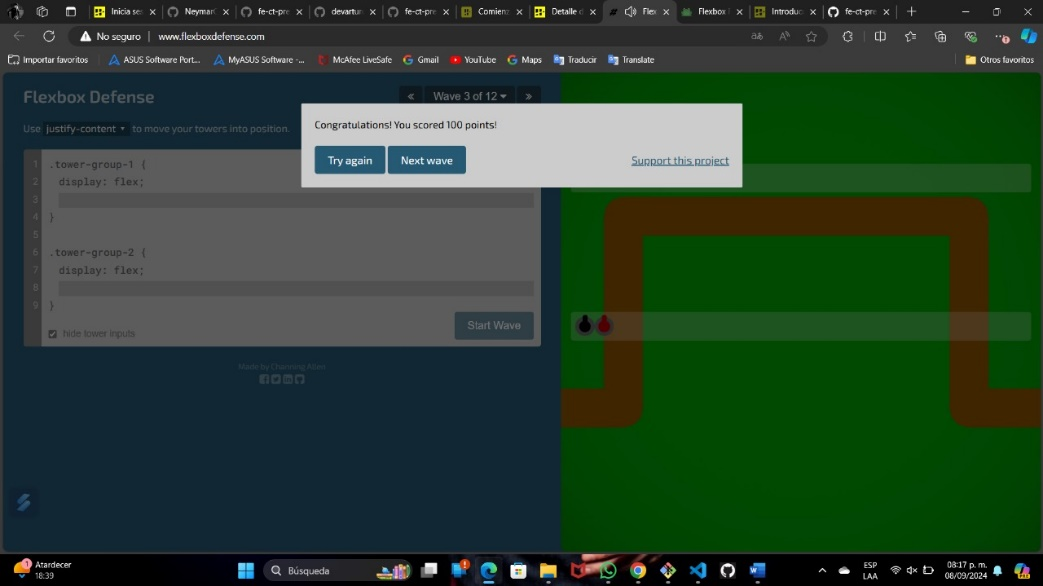 Inicia ses
Neymar
fe-ct-pre
devartur
fe-ct-pre
Comienz
Detalle d
Flex
Flexbox
Introduc
fe-ct-pre
No seguro
www.flexboxdefense.com
Importar favoritos
ASUS Software Port...
MyASUS Software -...
McAfee LiveSafe
Gmail
YouTube
Maps
Traducir
Translate
Otros favoritos
Flexbox Defense
« Wave 3 of 12 »
Use justify-content to move your towers into position.
Congratulations! You scored 100 points!
Try again
Next wave
Support this project
1 .tower-group-1 {
2 display: flex;
3
4 }
5
6 .tower-group-2 {
7 display: flex;
8
9 }
hide tower inputs
Start Wave
Made by Channing Allen
Atardecer
18:39
Búsqueda
ESP
LAA
08:17 p. m.
08/09/2024